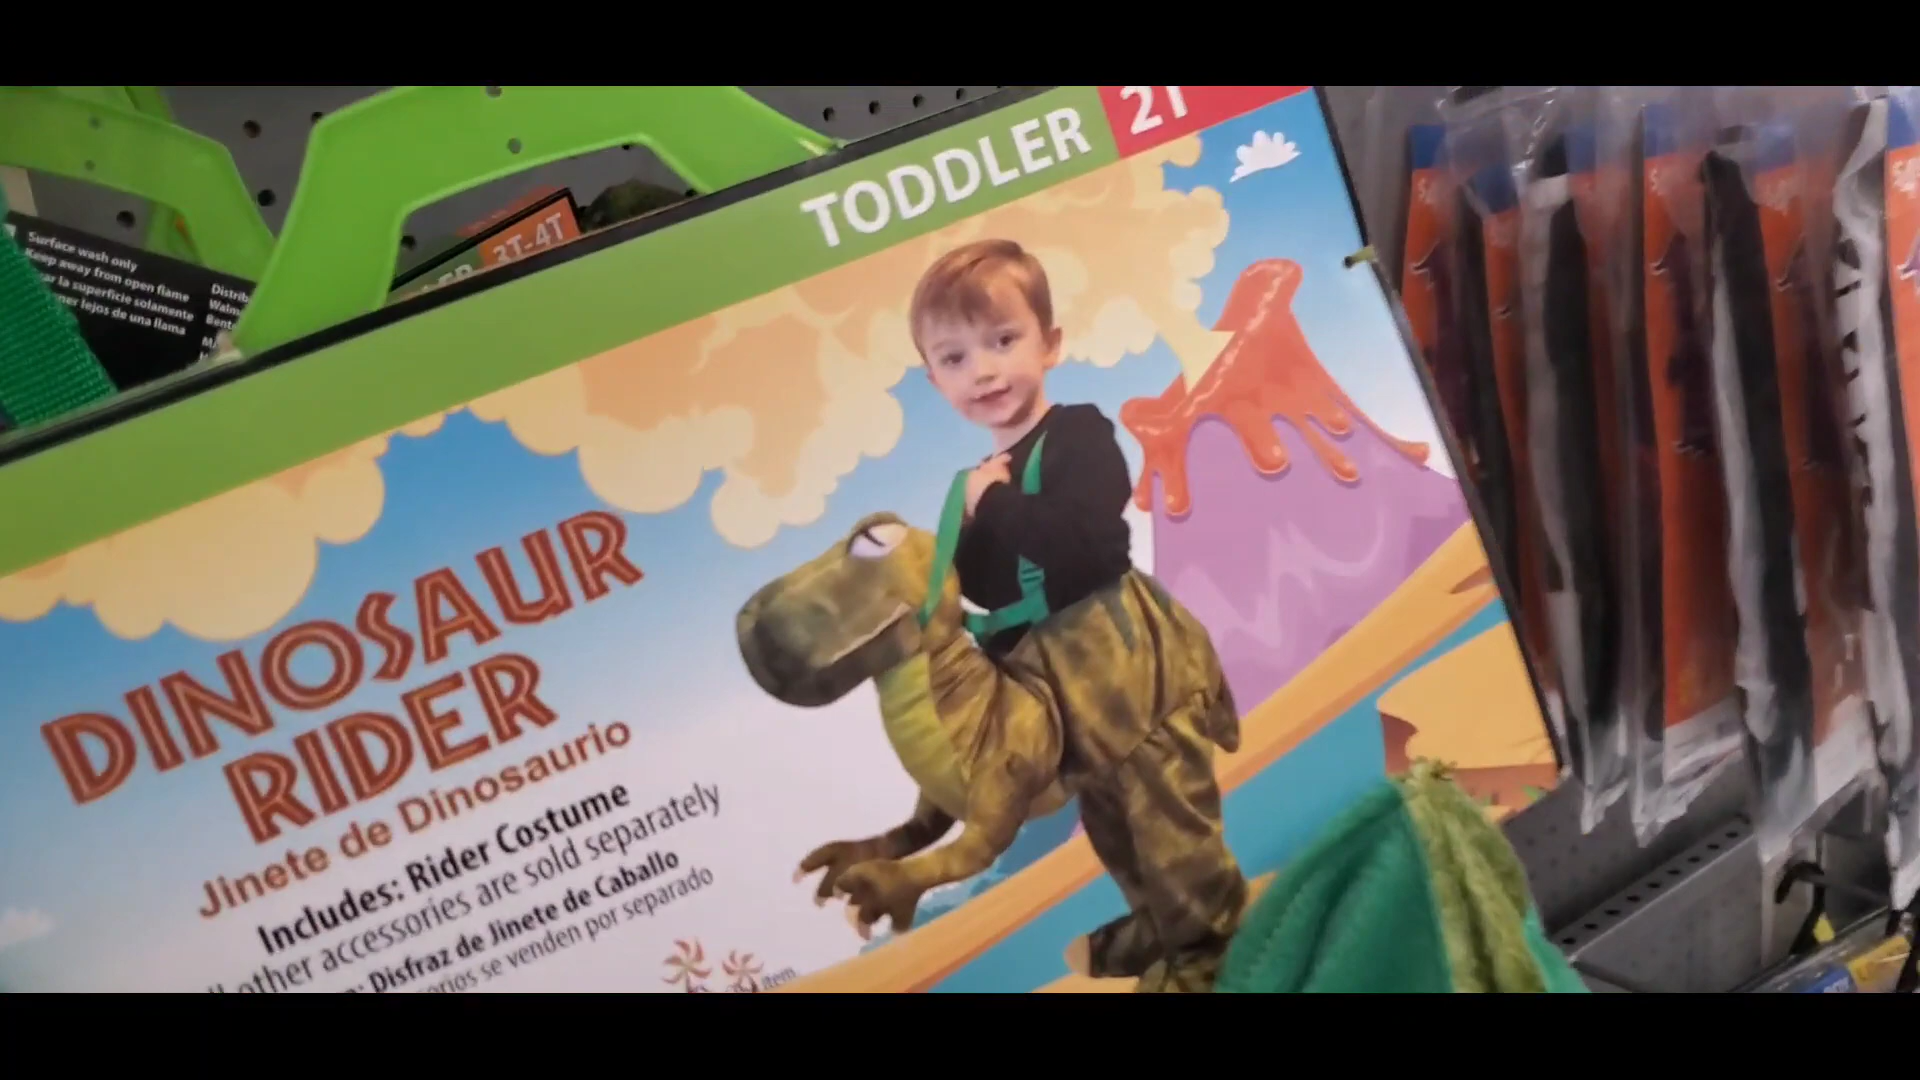 TODDLER 2T
3T-4T
Surface wash only
Keep away from open flame
la superficie solamente
lejos de una llama
DINOSAUR
RIDER
Jinete de Dinosaurio
Includes: Rider Costume
other accessories are sold separately
Disfraz de Jinete de Caballo
se venden por separado
item